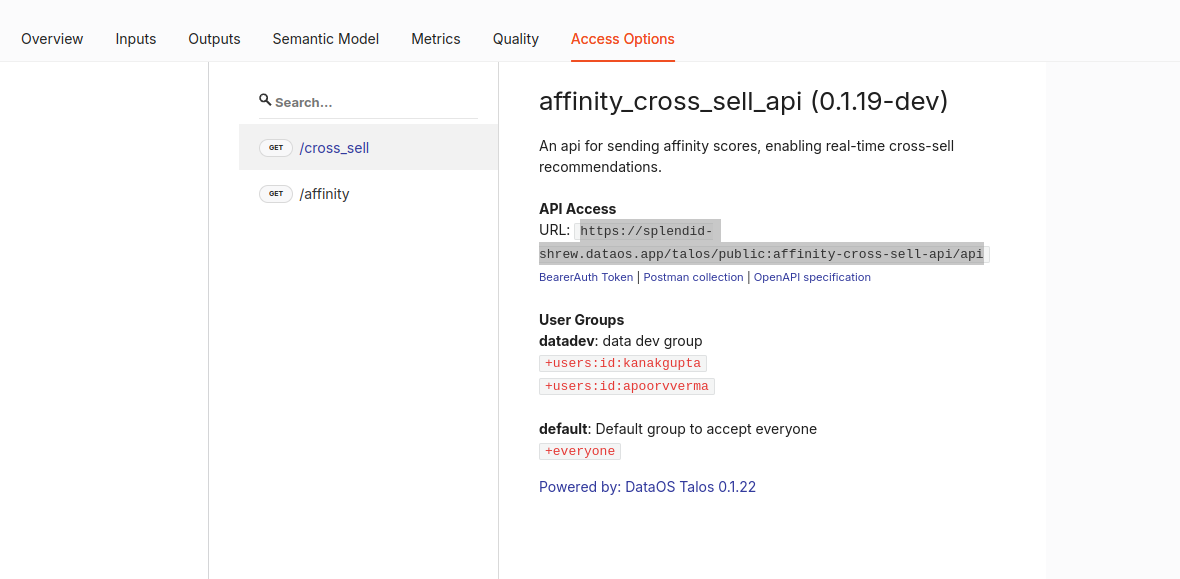 Overview Inputs Outputs Semantic Model Metrics Quality Access Options
Search...
GET /cross_sell
GET /affinity
affinity_cross_sell_api (0.1.19-dev)
An api for sending affinity scores, enabling real-time cross-sell
recommendations.
API Access
URL: https://splendid-
shrew.dataos.app/talos/public:affinity-cross-sell-api/api
BearerAuth Token | Postman collection | OpenAPI specification
User Groups
datadev: data dev group
+users:id:kanakgupta
+users:id:apoorvverma
default: Default group to accept everyone
+everyone
Powered by: DataOS Talos 0.1.22